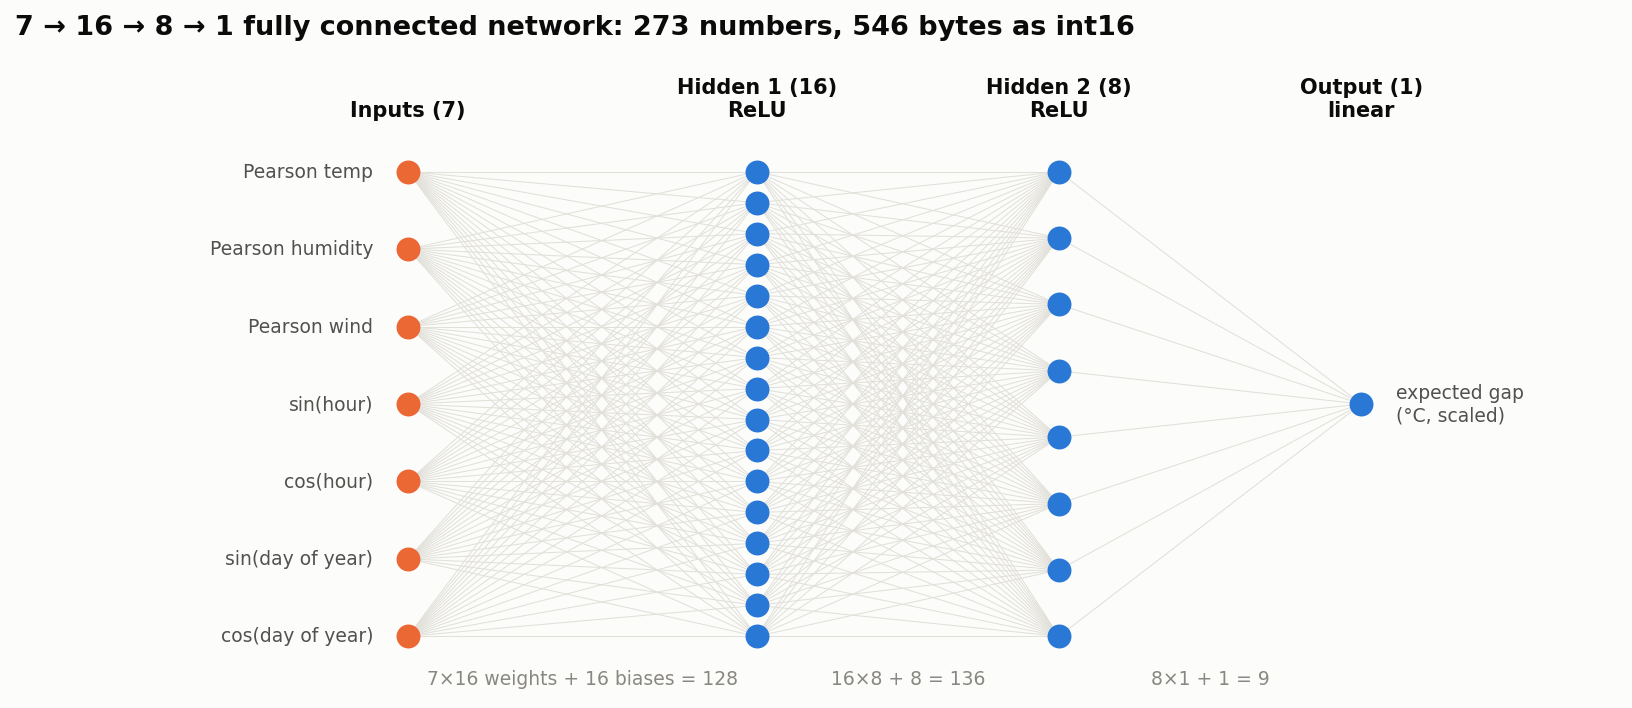 7 → 16 → 8 → 1 fully connected network: 273 numbers, 546 bytes as int16
Inputs (7)
Hidden 1 (16)
ReLU
Hidden 2 (8)
ReLU
Output (1)
linear
Pearson temp
Pearson humidity
Pearson wind
sin(hour)
cos(hour)
sin(day of year)
cos(day of year)
expected gap
(°C, scaled)
7×16 weights + 16 biases = 128
16×8 + 8 = 136
8×1 + 1 = 9